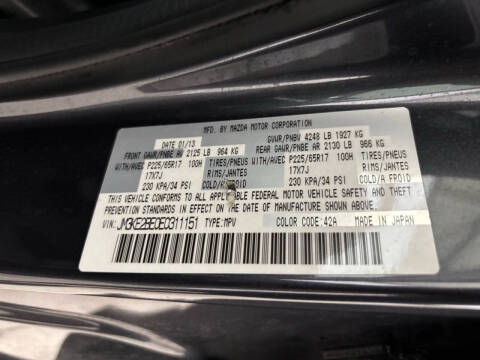 MFD. BY MAZDA MOTOR CORPORATION
DATE 01/13 GVWR/PNBV 4248 LB 1927 KG
FRONT GAWR/PNBE AV 2125 LB 964 KG REAR GAWR/PNBE AR 2130 LB 966 KG
WITH/AVEC P225/65R17 100H TIRES/PNEUS WITH/AVEC P225/65R17 100H TIRES/PNEUS
17X7J RIMS/JANTES 17X7J RIMS/JANTES
230 KPA/34 PSI COLD/A FROID 230 KPA/34 PSI COLD/A FROID
THIS VEHICLE CONFORMS TO ALL APPLICABLE FEDERAL MOTOR VEHICLE SAFETY AND THEFT
PREVENTION STANDARDS IN EFFECT ON THE DATE OF MANUFACTURE SHOWN ABOVE.
VIN: TYPE:MPV COLOR CODE:42A MADE IN JAPAN